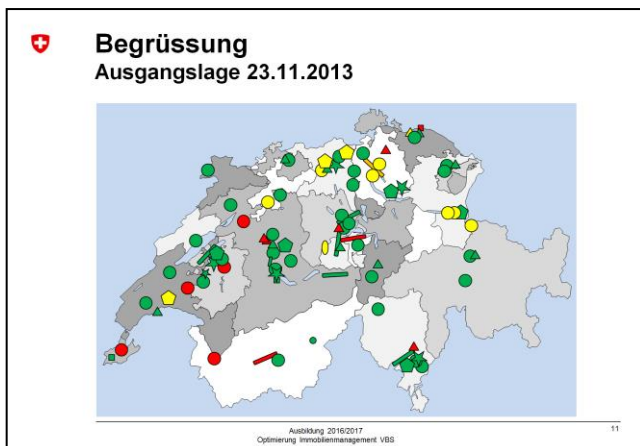 Begrüssung
Ausgangslage 23.11.2013
Ausbildung 2016/2017
Optimierung Immobilienmanagement VBS
11